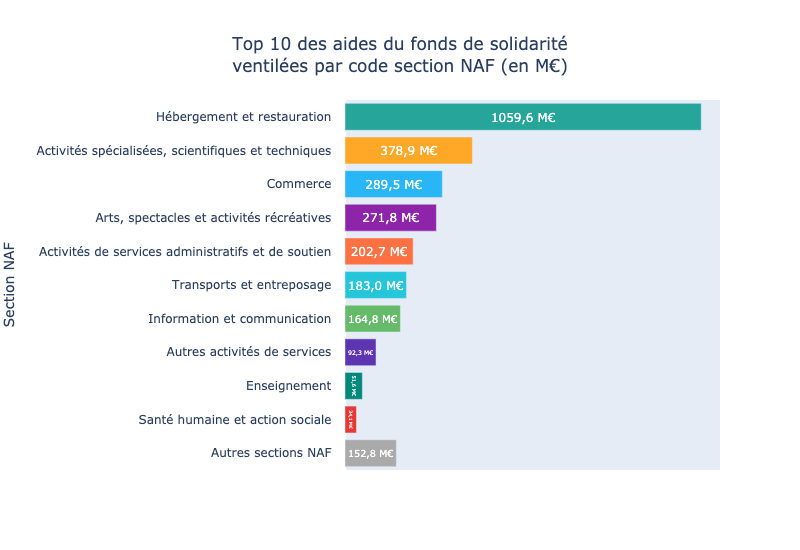 Top 10 des aides du fonds de solidarité
ventilées par code section NAF (en M€)
Section NAF
Hébergement et restauration 1059,6 M€
Activités spécialisées, scientifiques et techniques 378,9 M€
Commerce 289,5 M€
Arts, spectacles et activités récréatives 271,8 M€
Activités de services administratifs et de soutien 202,7 M€
Transports et entreposage 183,0 M€
Information et communication 164,8 M€
Autres activités de services 92,3 M€
Enseignement 51,6 M€
Santé humaine et action sociale M€
Autres sections NAF 152,8 M€